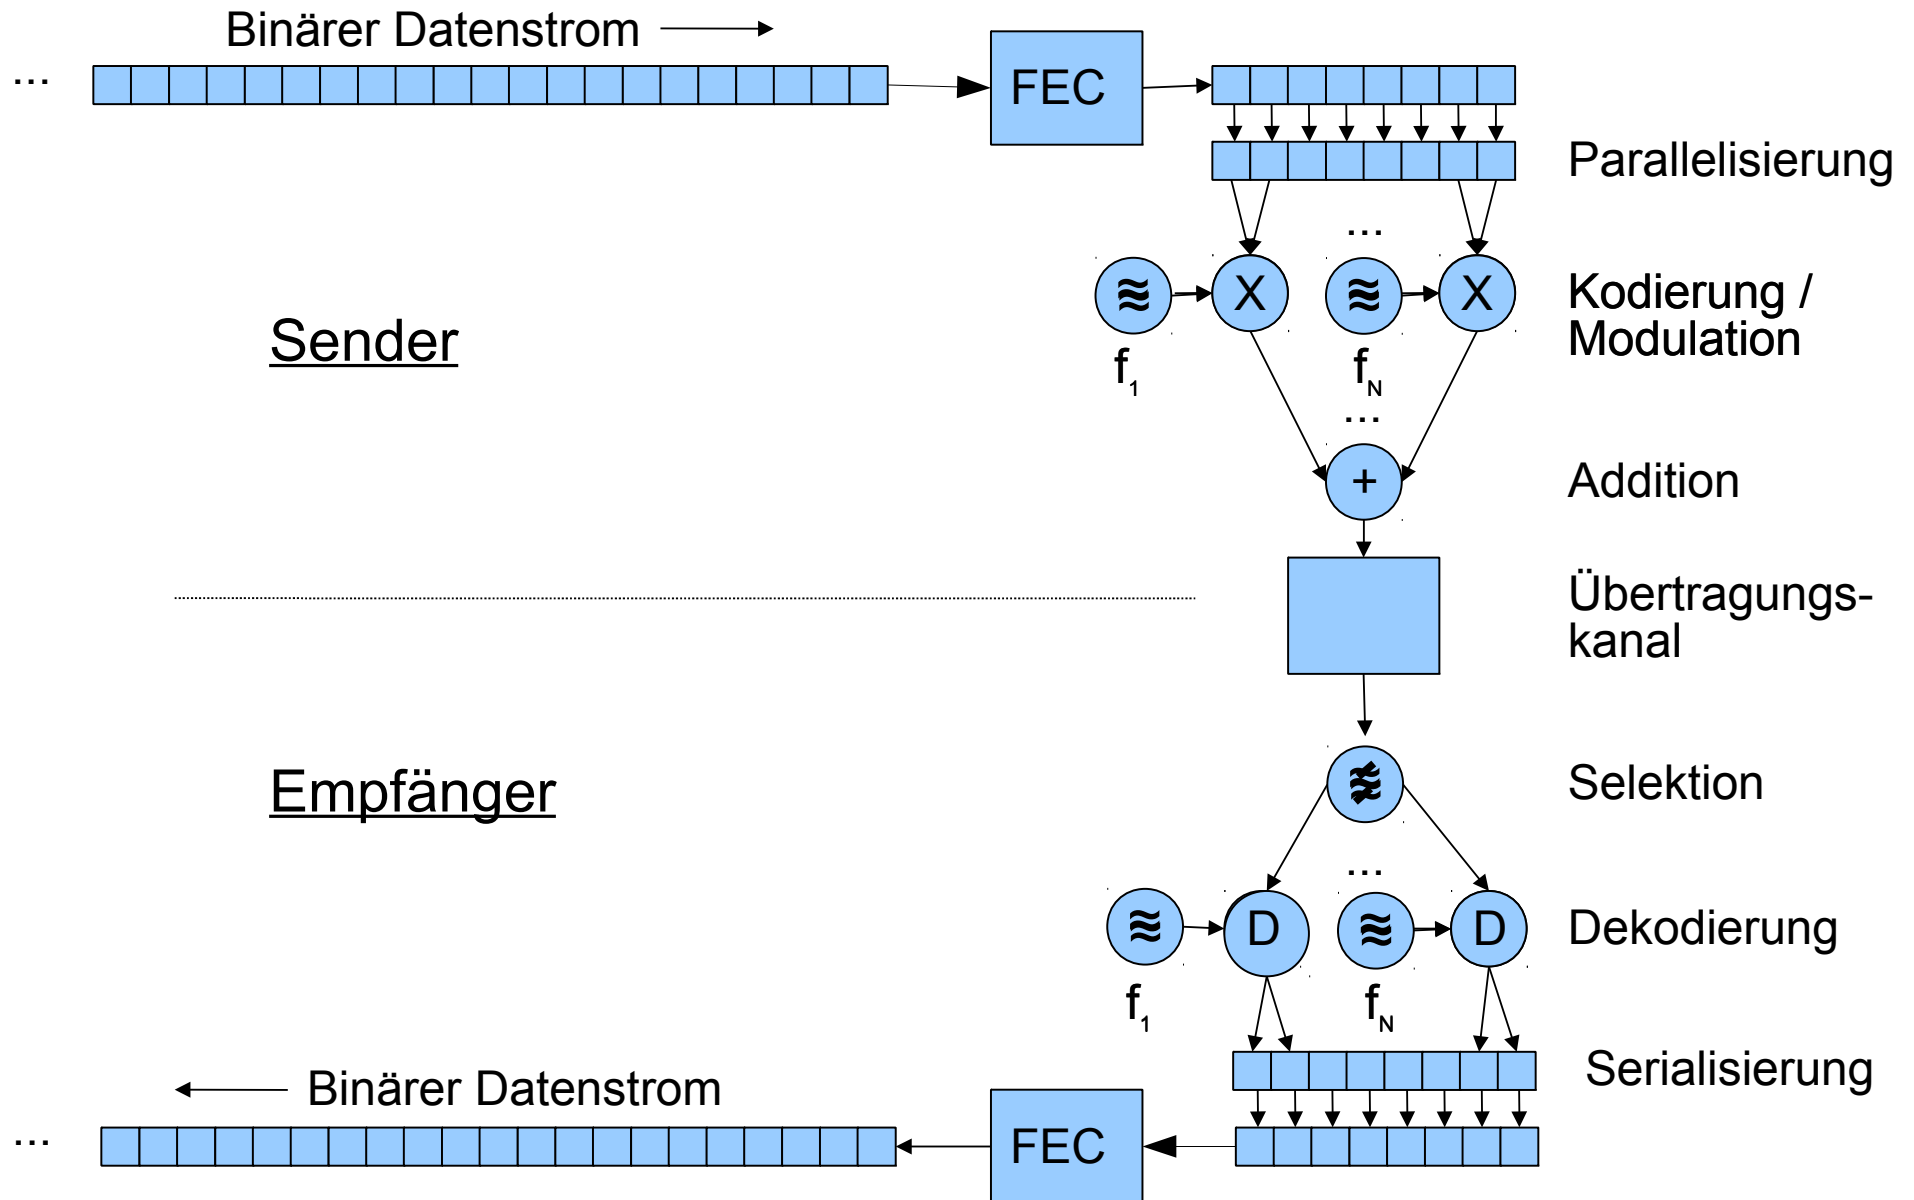 Binärer Datenstrom
...
FEC
Parallelisierung
...
X
X
Kodierung /
Modulation
f1
fN
...
Sender
+
Addition
Übertragungs-
kanal
Selektion
Empfänger
...
D
D
Dekodierung
f1
fN
Serialisierung
Binärer Datenstrom
...
FEC